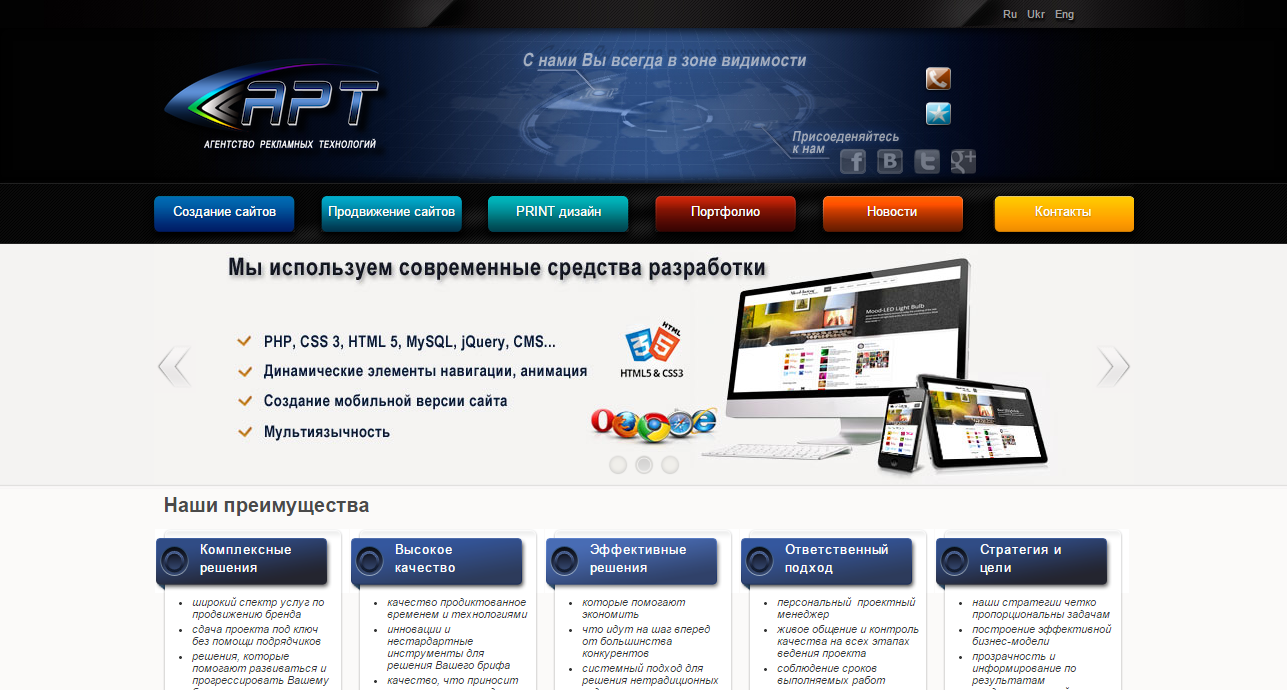 Ru Ukr Eng
С нами Вы всегда в зоне видимости
АРТ
АГЕНТСТВО РЕКЛАМНЫХ ТЕХНОЛОГИЙ
Присоеденяйтесь
к нам
Создание сайтов Продвижение сайтов PRINT дизайн Портфолио Новости Контакты
Мы используем современные средства разработки
PHP, CSS 3, HTML 5, MySQL, jQuery, CMS...
Динамические элементы навигации, анимация
Создание мобильной версии сайта
Мультиязычность
HTML
HTML5 & CSS3
Mood-LED Light Bulb
Наши преимущества
Комплексные
решения
широкий спектр услуг по
продвижению бренда
сдача проекта под ключ
без помощи подрядчиков
решения, которые
помогают развиваться и
прогрессировать Вашему
Высокое
качество
качество продиктованное
временем и технологиями
инновации и
нестардартные
инструменты для
решения Вашего брифа
качество, что приносит
Эффективные
решения
которые помогают
экономить
что идут на шаг вперед
от большинства
конкурентов
системный подход для
решения нетрадиционных
Ответственный
подход
персональный проектный
менеджер
живое общение и контроль
качества на всех этапах
ведения проекта
соблюдение сроков
выполняемых работ
Стратегия и
цели
наши стратегии четко
пропорциональны задачам
построение эффективной
бизнес-модели
прозрачность и
информирование по
результатам